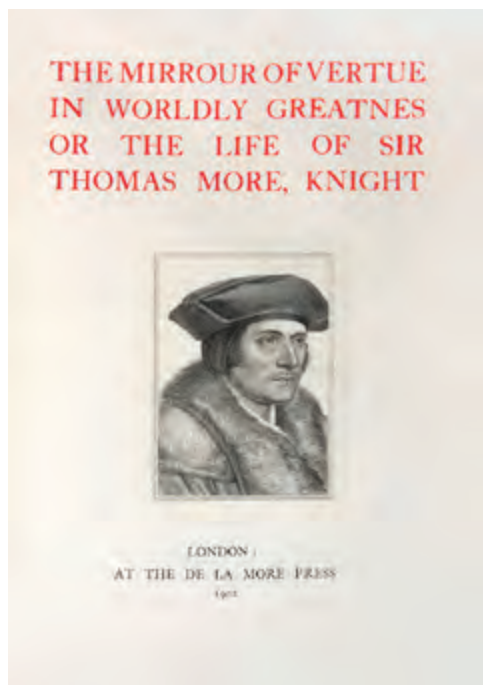 THE MIRROUR OF VERTUE
IN WORLDLY GREATNES
OR THE LIFE OF SIR
THOMAS MORE, KNIGHT
LONDON:
AT THE DE LA MORE PRESS
1902